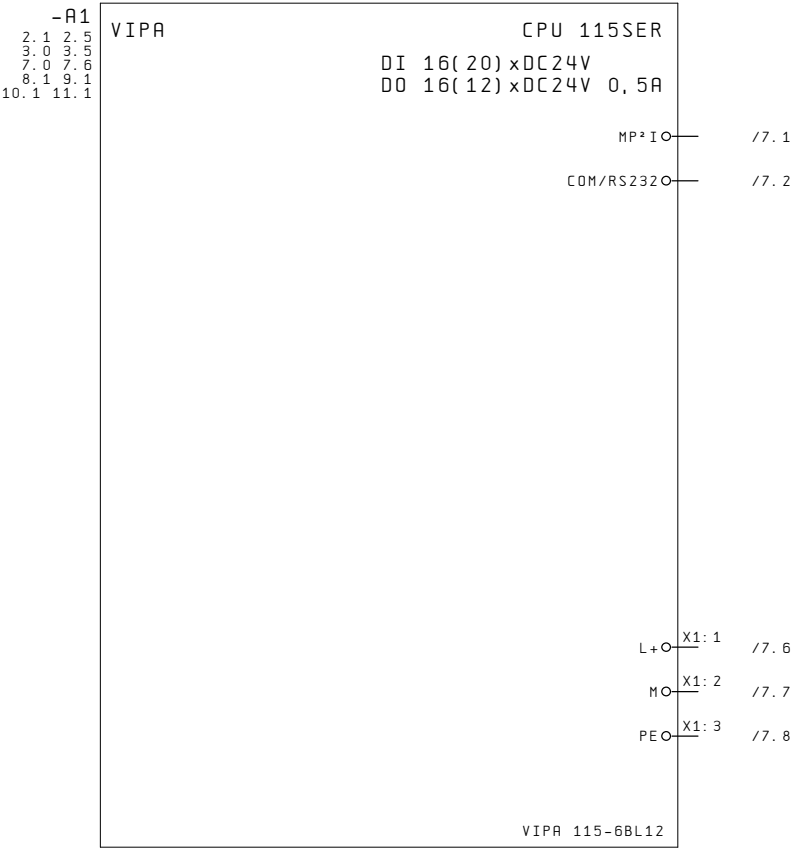 -A1
2.1 2.5
3.0 3.5
7.0 7.6
8.1 9.1
10.1 11.1
VIPA CPU 115SER
DI 16(20)xDC24V
DO 16(12)xDC24V 0,5A
MP²I /7.1
COM/RS232 /7.2
L+ X1:1 /7.6
M X1:2 /7.7
PE X1:3 /7.8
VIPA 115-6BL12